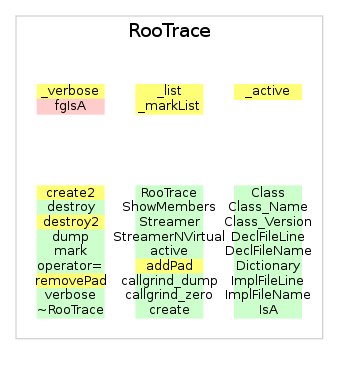 RooTrace
_verbose
fgIsA
_list
_markList
_active
create2
destroy
destroy2
dump
mark
operator=
removePad
verbose
~RooTrace
RooTrace
ShowMembers
Streamer
StreamerNVirtual
active
addPad
callgrind_dump
callgrind_zero
create
Class
Class_Name
Class_Version
DeclFileLine
DeclFileName
Dictionary
ImplFileLine
ImplFileName
IsA